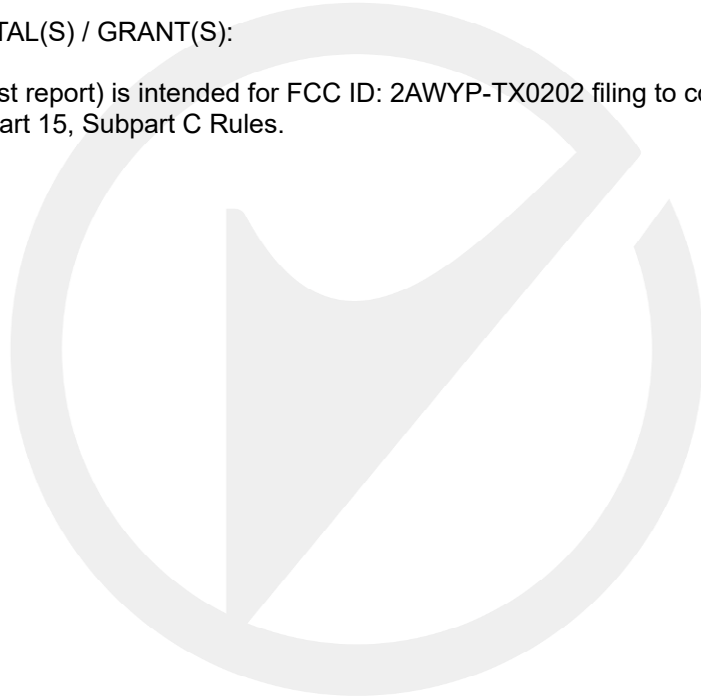 TAL(S) / GRANT(S):
st report) is intended for FCC ID: 2AWYP-TX0202 filing to co
art 15, Subpart C Rules.